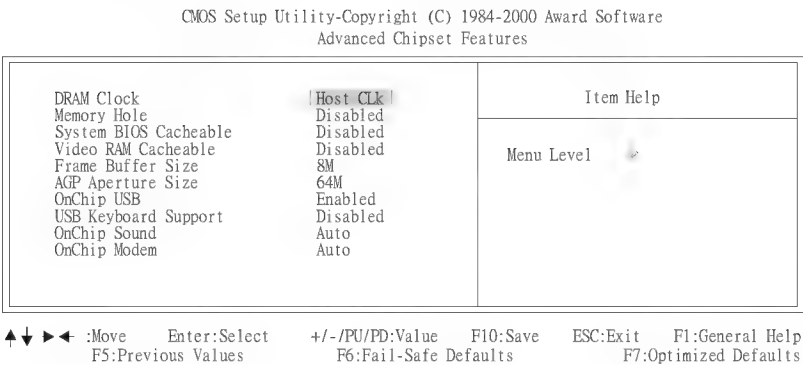 CMOS Setup Utility-Copyright (C) 1984-2000 Award Software
Advanced Chipset Features
DRAM Clock Host CLk
Memory Hole Disabled
System BIOS Cacheable Disabled
Video RAM Cacheable Disabled
Frame Buffer Size 8M
AGP Aperture Size 64M
OnChip USB Enabled
USB Keyboard Support Disabled
OnChip Sound Auto
OnChip Modem Auto
Item Help
Menu Level
:Move Enter:Select +/-/PU/PD:Value F10:Save ESC:Exit F1:General Help
F5:Previous Values F6:Fail-Safe Defaults F7:Optimized Defaults